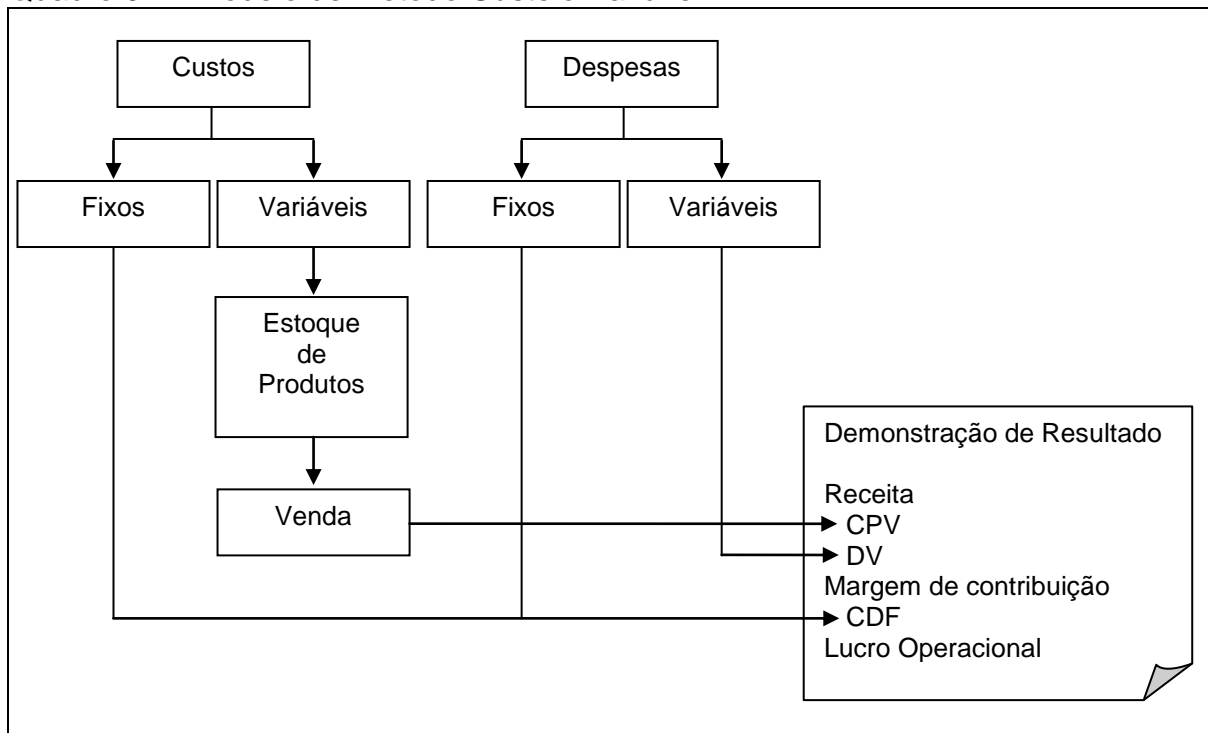 Custos
Despesas
Fixos
Variáveis
Fixos
Variáveis
Estoque
de
Produtos
Venda
Demonstração de Resultado
Receita
CPV
DV
Margem de contribuição
CDF
Lucro Operacional